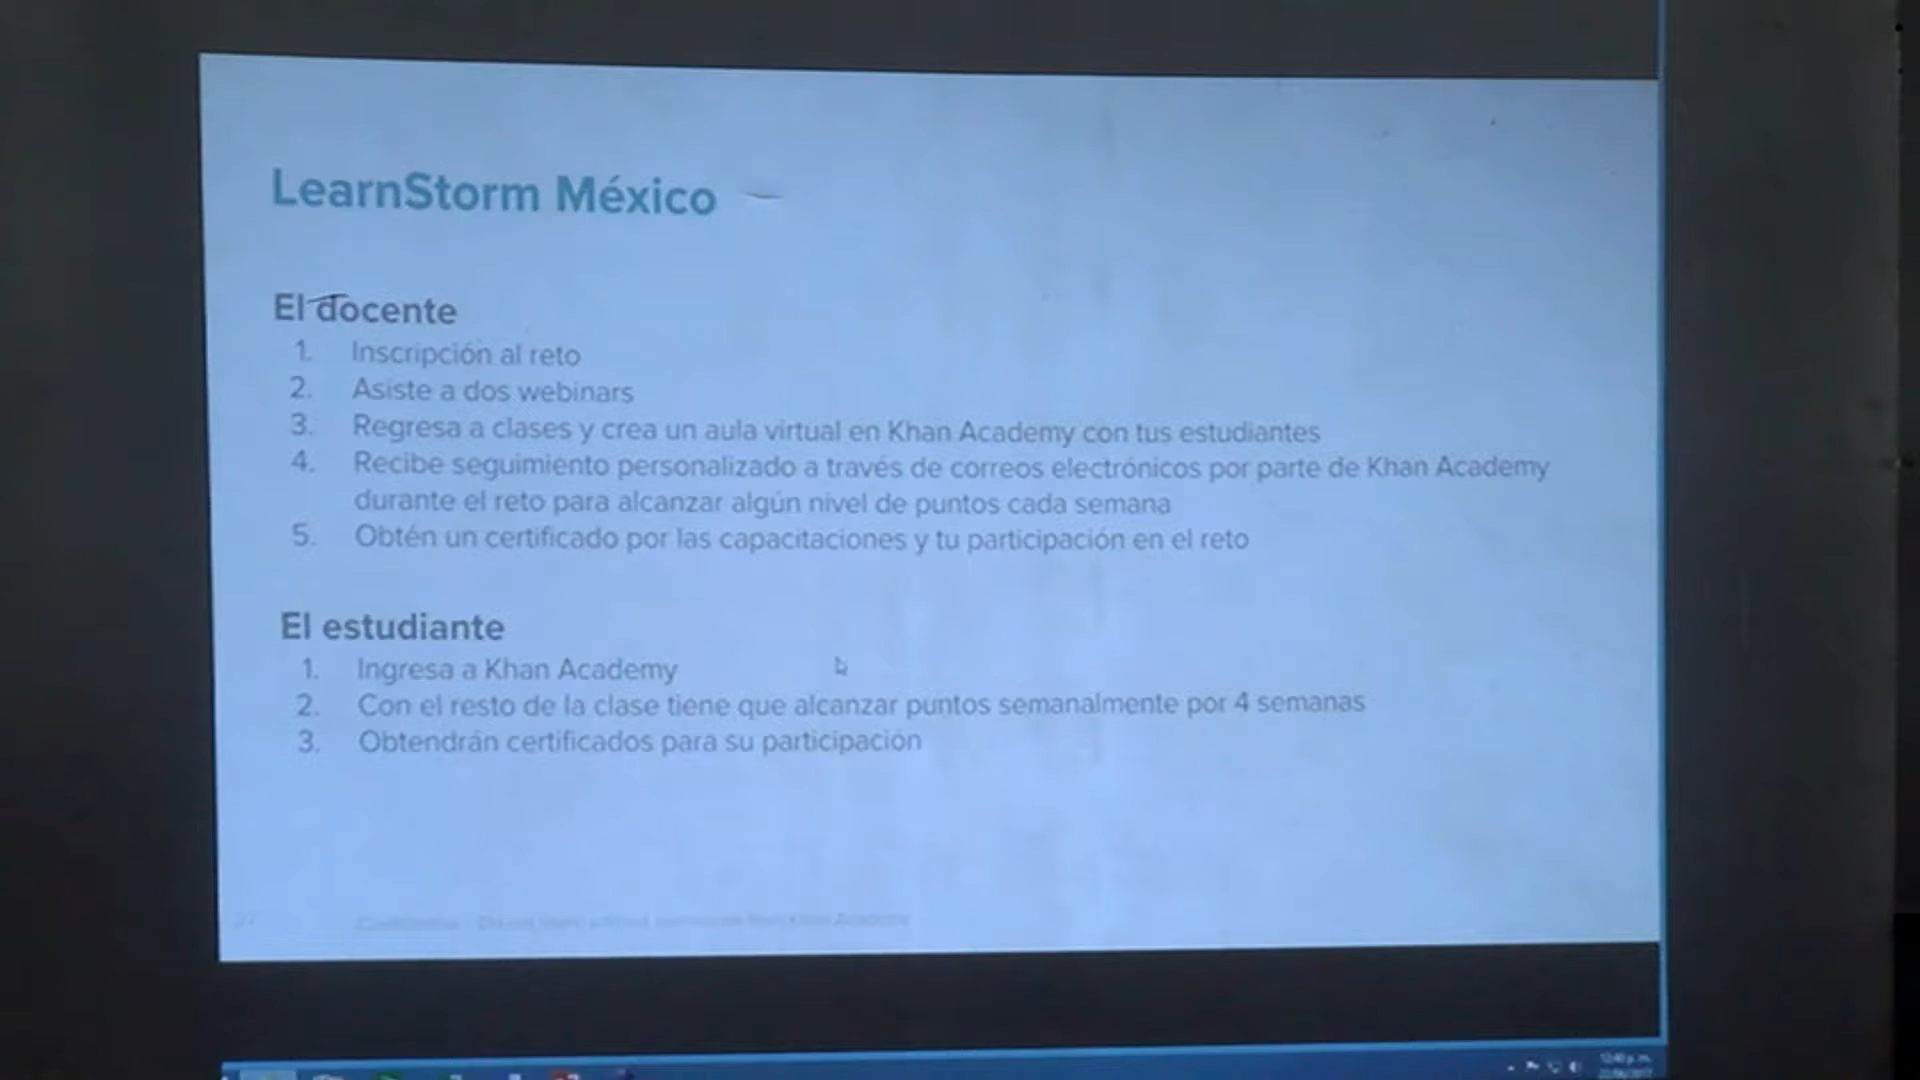 LearnStorm México
El docente
1. Inscripción al reto
2. Asiste a dos webinars
3. Regresa a clases y crea un aula virtual en Khan Academy con tus estudiantes
4. Recibe seguimiento personalizado a través de correos electrónicos por parte de Khan Academy
durante el reto para alcanzar algún nivel de puntos cada semana
5. Obtén un certificado por las capacitaciones y tu participación en el reto
El estudiante
1. Ingresa a Khan Academy
2. Con el resto de la clase tiene que alcanzar puntos semanalmente por 4 semanas
3. Obtendrán certificados para su participación